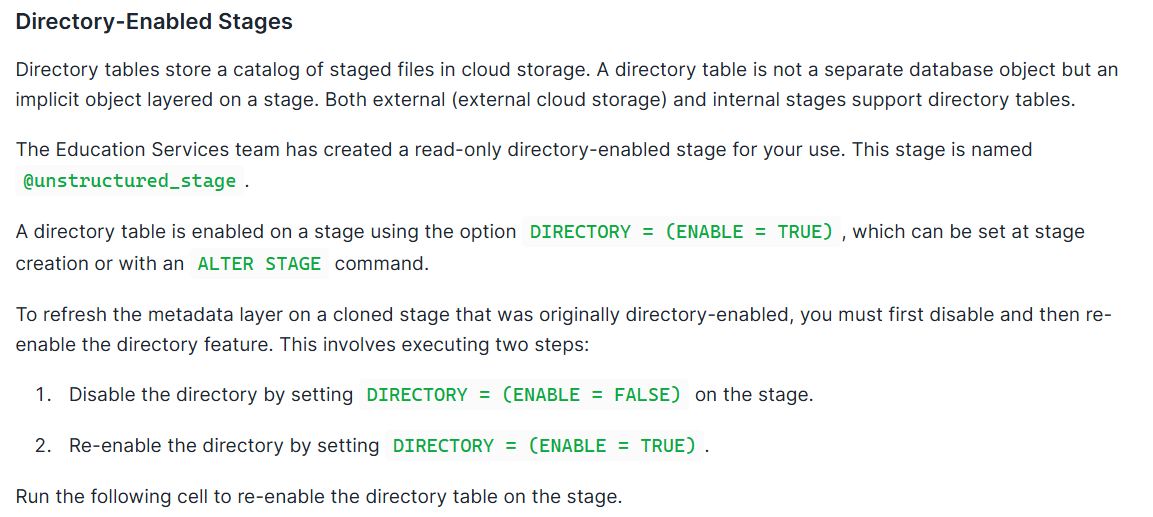 Directory-Enabled Stages
Directory tables store a catalog of staged files in cloud storage. A directory table is not a separate database object but an
implicit object layered on a stage. Both external (external cloud storage) and internal stages support directory tables.
The Education Services team has created a read-only directory-enabled stage for your use. This stage is named
@unstructured_stage .
A directory table is enabled on a stage using the option DIRECTORY = (ENABLE = TRUE) , which can be set at stage
creation or with an ALTER STAGE command.
To refresh the metadata layer on a cloned stage that was originally directory-enabled, you must first disable and then re-
enable the directory feature. This involves executing two steps:
1. Disable the directory by setting DIRECTORY = (ENABLE = FALSE) on the stage.
2. Re-enable the directory by setting DIRECTORY = (ENABLE = TRUE) .
Run the following cell to re-enable the directory table on the stage.